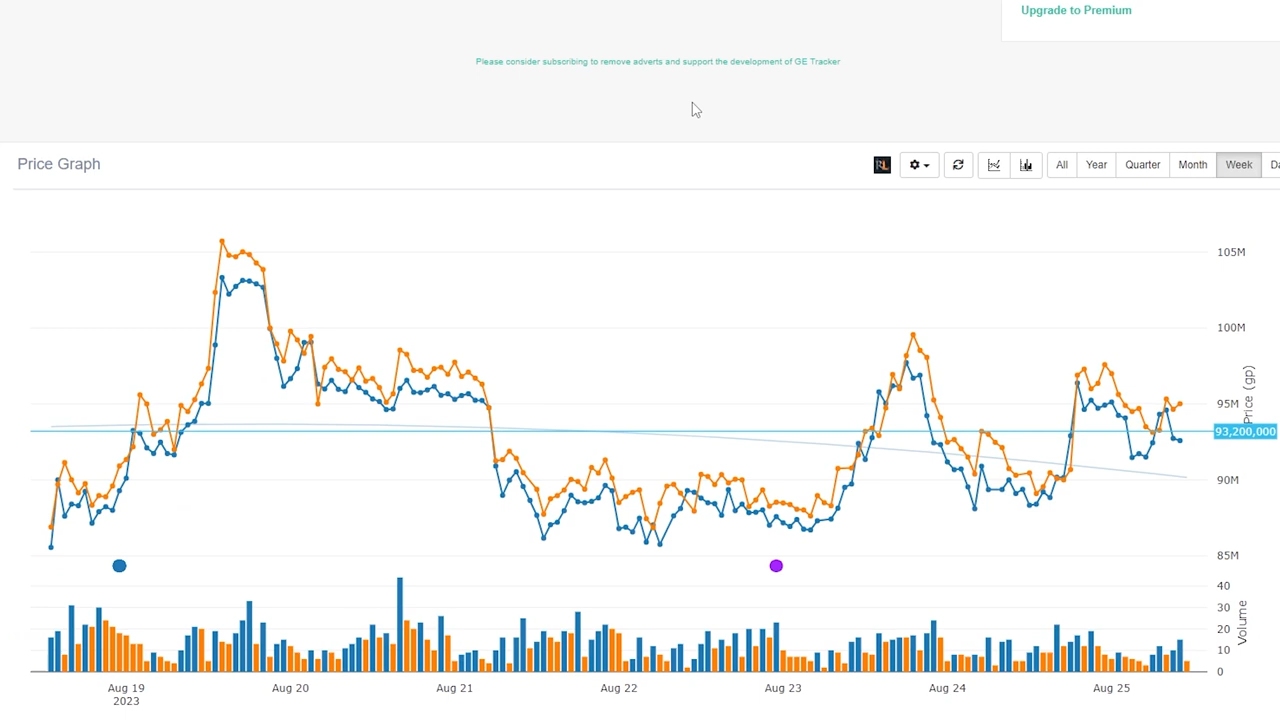 Upgrade to Premium
Please consider subscribing to remove adverts and support the development of GE Tracker
Price Graph
RL
All Year Quarter Month Week Da
105M
100M
95M
93,200,000
90M
85M
Price (gp)
40
30
20
10
0
Volume
Aug 19 Aug 20 Aug 21 Aug 22 Aug 23 Aug 24 Aug 25
2023